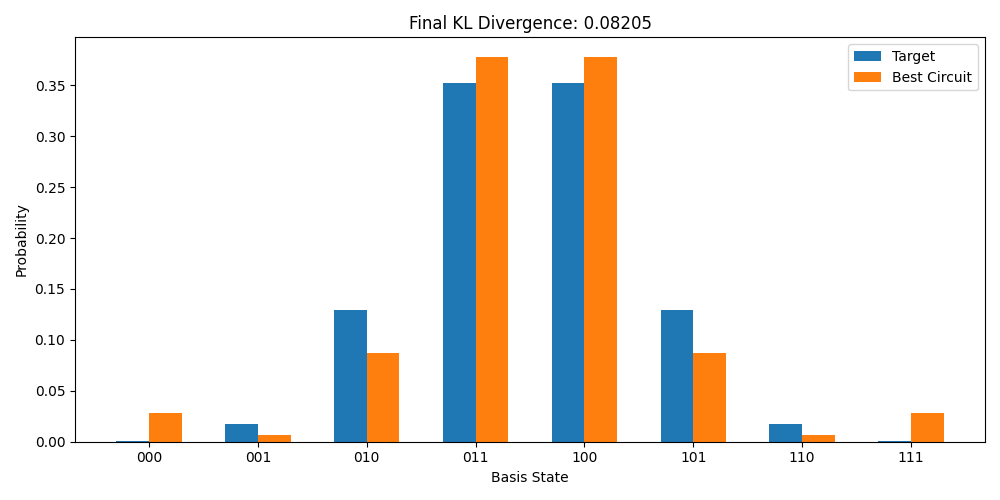 Final KL Divergence: 0.08205
Target
Best Circuit
Probability
0.35
0.30
0.25
0.20
0.15
0.10
0.05
0.00
000 001 010 011 100 101 110 111
Basis State